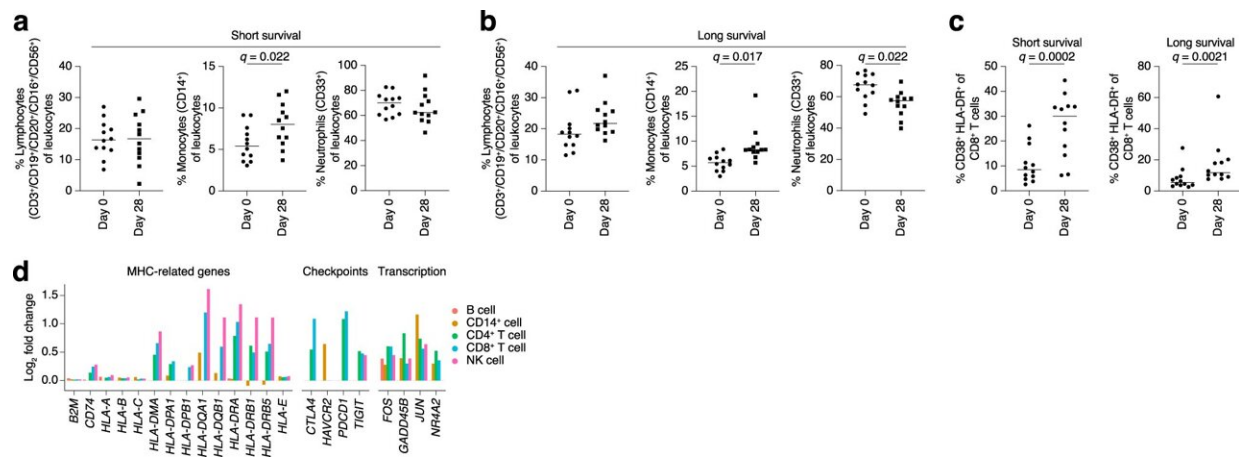 a
Short survival
% Lymphocytes
(CD3⁺/CD19⁺/CD20⁺/CD16⁺/CD56⁺)
of leukocytes
40
30
20
10
0
Day 0
Day 28
q = 0.022
% Monocytes (CD14⁺)
of leukocytes
15
10
5
0
Day 0
Day 28
% Neutrophils (CD33⁺)
of leukocytes
100
80
60
40
20
0
Day 0
Day 28
b
Long survival
% Lymphocytes
(CD3⁺/CD19⁺/CD20⁺/CD16⁺/CD56⁺)
of leukocytes
40
30
20
10
0
Day 0
Day 28
q = 0.017
% Monocytes (CD14⁺)
of leukocytes
25
20
15
10
5
0
Day 0
Day 28
q = 0.022
% Neutrophils (CD33⁺)
of leukocytes
80
60
40
20
0
Day 0
Day 28
c
Short survival
q = 0.0002
% CD38⁺ HLA-DR⁺ of
CD8⁺ T cells
50
40
30
20
10
0
Day 0
Day 28
Long survival
q = 0.0021
% CD38⁺ HLA-DR⁺ of
CD8⁺ T cells
80
60
40
20
0
Day 0
Day 28
d
MHC-related genes
Checkpoints
Transcription
Log₂ fold change
1.5
1.0
0.5
0.0
B2M
CD74
HLA-A
HLA-B
HLA-C
HLA-DMA
HLA-DPA1
HLA-DPB1
HLA-DQA1
HLA-DQB1
HLA-DRA
HLA-DRB1
HLA-DRB5
HLA-E
CTLA4
HAVCR2
PDCD1
TIGIT
FOS
GADD45B
JUN
NR4A2
B cell
CD14⁺ cell
CD4⁺ T cell
CD8⁺ T cell
NK cell